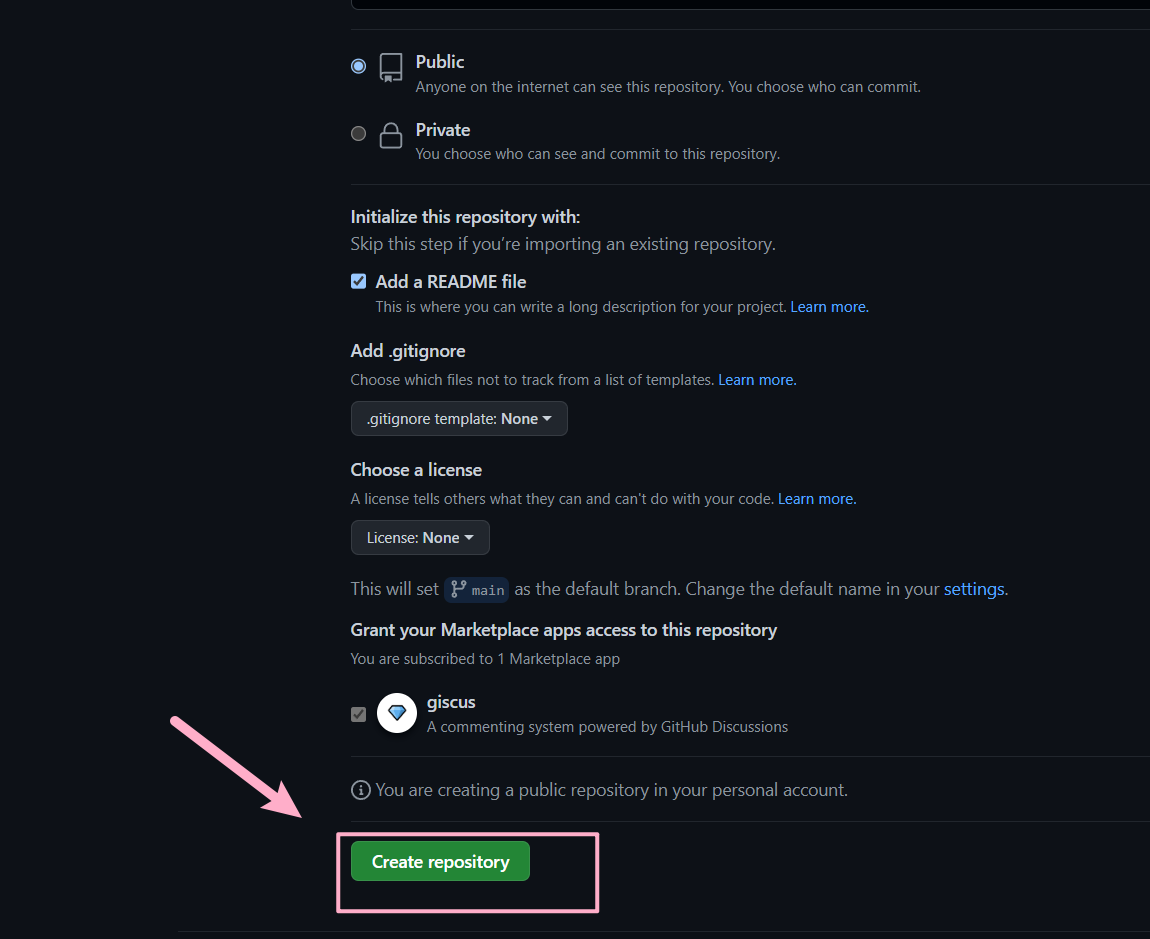 Public
Anyone on the internet can see this repository. You choose who can commit.
Private
You choose who can see and commit to this repository.
Initialize this repository with:
Skip this step if you’re importing an existing repository.
Add a README file
This is where you can write a long description for your project. Learn more.
Add .gitignore
Choose which files not to track from a list of templates. Learn more.
.gitignore template: None
Choose a license
A license tells others what they can and can't do with your code. Learn more.
License: None
This will set main as the default branch. Change the default name in your settings.
Grant your Marketplace apps access to this repository
You are subscribed to 1 Marketplace app
giscus
A commenting system powered by GitHub Discussions
You are creating a public repository in your personal account.
Create repository